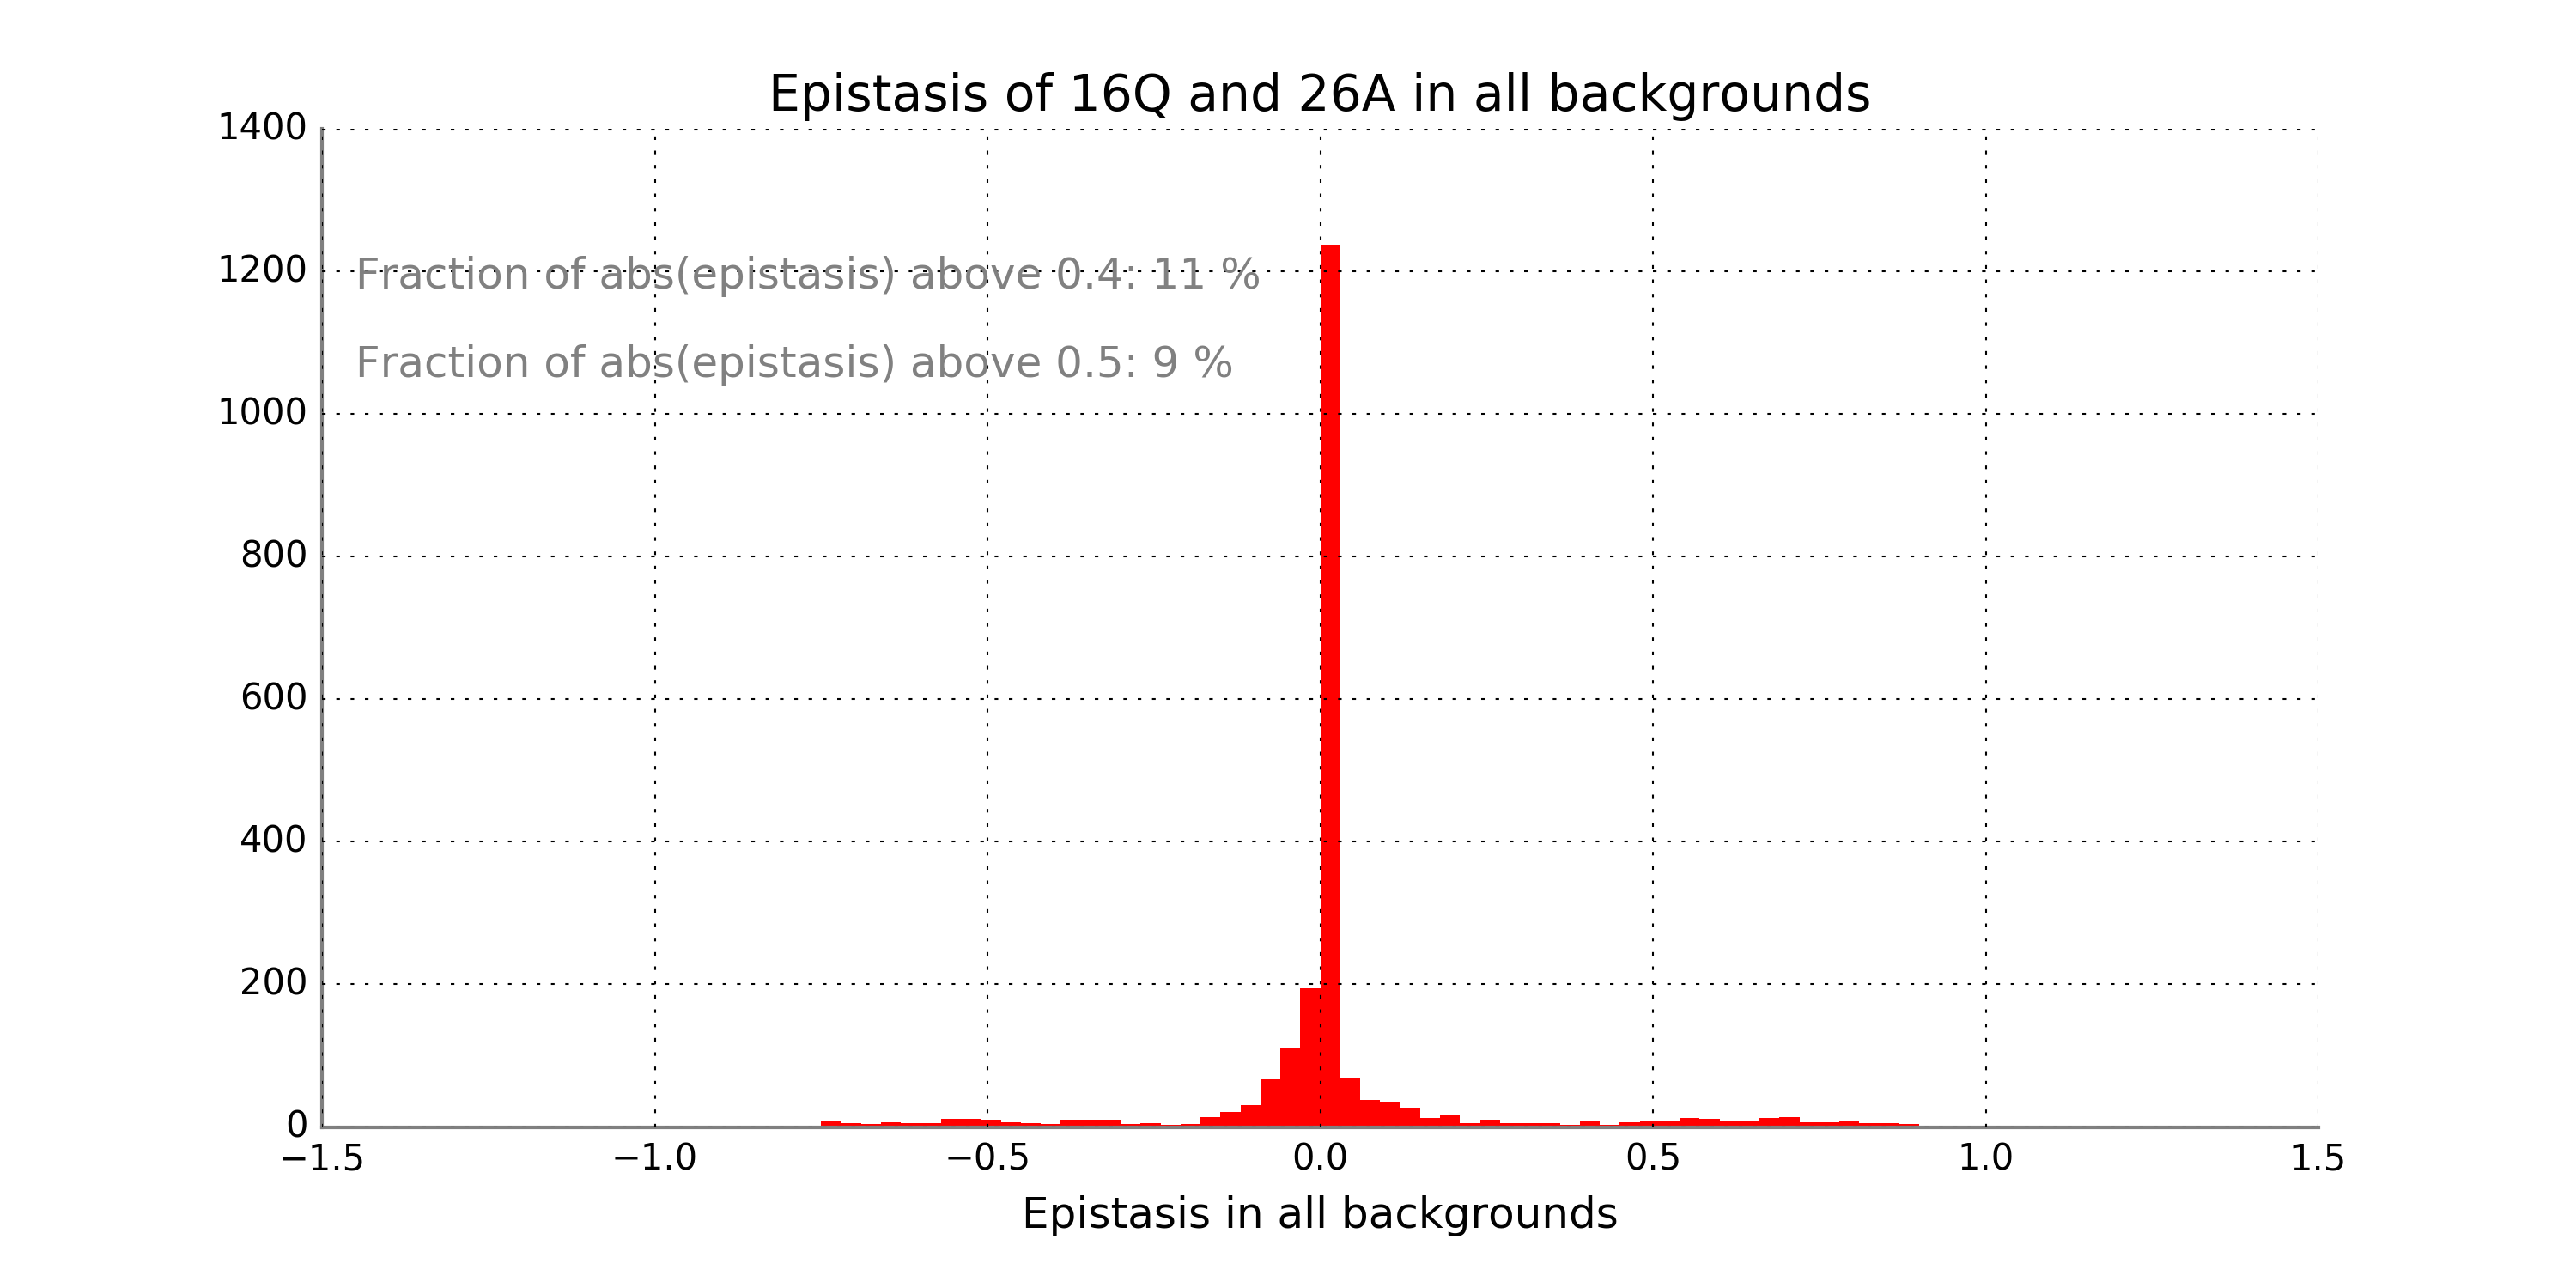 Epistasis of 16Q and 26A in all backgrounds
1400
1200
Fraction of abs(epistasis) above 0.4: 11 %
Fraction of abs(epistasis) above 0.5: 9 %
1000
800
600
400
200
0
−1.5 −1.0 −0.5 0.0 0.5 1.0 1.5
Epistasis in all backgrounds